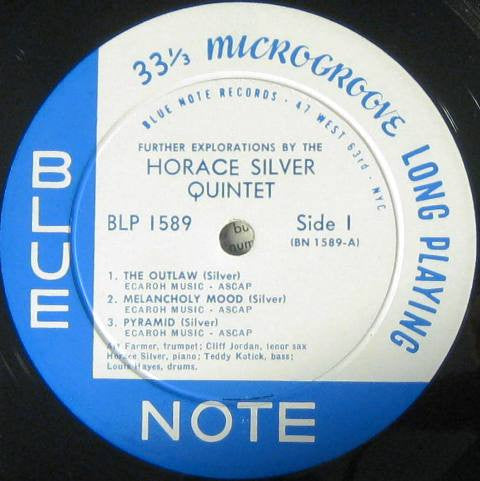 33⅓ MICROGROOVE LONG PLAYING
BLUE NOTE RECORDS · 47 WEST 63rd · NYC
FURTHER EXPLORATIONS BY THE
HORACE SILVER
QUINTET
BLP 1589
Side 1
(BN 1589-A)
1. THE OUTLAW (Silver)
ECAROH MUSIC - ASCAP
2. MELANCHOLY MOOD (Silver)
ECAROH MUSIC - ASCAP
3. PYRAMID (Silver)
ECAROH MUSIC - ASCAP
Art Farmer, trumpet; Cliff Jordan, tenor sax
Horace Silver, piano; Teddy Kotick, bass;
Louis Hayes, drums.
BLUE
NOTE